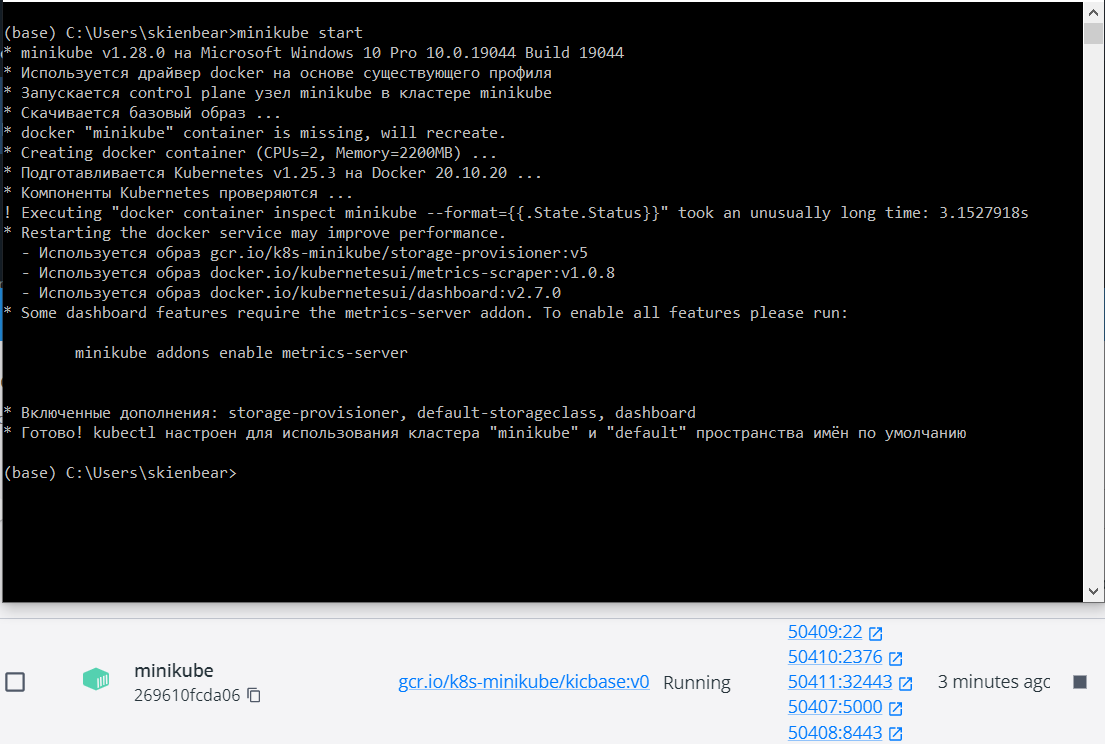 (base) C:\Users\skienbear>minikube start
* minikube v1.28.0 на Microsoft Windows 10 Pro 10.0.19044 Build 19044
* Используется драйвер docker на основе существующего профиля
* Запускается control plane узел minikube в кластере minikube
* Скачивается базовый образ ...
* docker "minikube" container is missing, will recreate.
* Creating docker container (CPUs=2, Memory=2200MB) ...
* Подготавливается Kubernetes v1.25.3 на Docker 20.10.20 ...
* Компоненты Kubernetes проверяются ...
! Executing "docker container inspect minikube --format={{.State.Status}}" took an unusually long time: 3.1527918s
* Restarting the docker service may improve performance.
  - Используется образ gcr.io/k8s-minikube/storage-provisioner:v5
  - Используется образ docker.io/kubernetesui/metrics-scraper:v1.0.8
  - Используется образ docker.io/kubernetesui/dashboard:v2.7.0
* Some dashboard features require the metrics-server addon. To enable all features please run:
        minikube addons enable metrics-server
* Включенные дополнения: storage-provisioner, default-storageclass, dashboard
* Готово! kubectl настроен для использования кластера "minikube" и "default" пространства имён по умолчанию
(base) C:\Users\skienbear>
minikube
269610fcda06
gcr.io/k8s-minikube/kicbase:v0
Running
50409:22
50410:2376
50411:32443
50407:5000
50408:8443
3 minutes agc